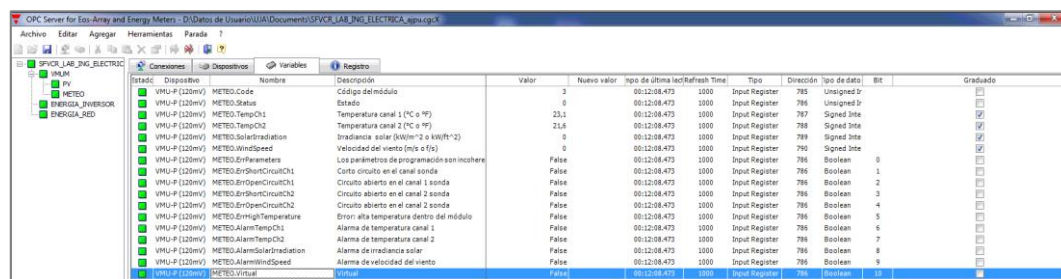 OPC Server for Eos-Array and Energy Meters - D:\Datos de Usuario\UJA\Documents\SFVCR_LAB_ING_ELECTRICA_ajpu.cgcX
Archivo Editar Agregar Herramientas Parada ?
SFVCR_LAB_ING_ELECTRIC
VMUM
PV
METEO
ENERGIA_INVERSOR
ENERGIA_RED
Conexiones Dispositivos Variables Registro
Estado Dispositivo Nombre Descripción Valor Nuevo valor mpo de última lect Refresh Time Tipo Dirección Tipo de dato Bit Graduado
VMU-P (120mV) METEO.Code Código del módulo 3 00:12:08.473 1000 Input Register 785 Unsigned Ir
VMU-P (120mV) METEO.Status Estado 0 00:12:08.473 1000 Input Register 786 Unsigned Ir
VMU-P (120mV) METEO.TempCh1 Temperatura canal 1 (°C o °F) 23,1 00:12:08.473 1000 Input Register 787 Signed Inte
VMU-P (120mV) METEO.TempCh2 Temperatura canal 2 (°C o °F) 21,6 00:12:08.473 1000 Input Register 788 Signed Inte
VMU-P (120mV) METEO.SolarIrradiation Irradiancia solar (kW/m^2 o kW/ft^2) 0 00:12:08.473 1000 Input Register 789 Signed Inte
VMU-P (120mV) METEO.WindSpeed Velocidad del viento (m/s o f/s) 0 00:12:08.473 1000 Input Register 790 Signed Inte
VMU-P (120mV) METEO.ErrParameters Los parámetros de programación son incohere False 00:12:08.473 1000 Input Register 786 Boolean 0
VMU-P (120mV) METEO.ErrShortCircuitCh1 Corto circuito en el canal sonda False 00:12:08.473 1000 Input Register 786 Boolean 1
VMU-P (120mV) METEO.ErrOpenCircuitCh1 Circuito abierto en el canal 1 sonda False 00:12:08.473 1000 Input Register 786 Boolean 2
VMU-P (120mV) METEO.ErrShortCircuitCh2 Circuito abierto en el canal 2 sonda False 00:12:08.473 1000 Input Register 786 Boolean 3
VMU-P (120mV) METEO.ErrOpenCircuitCh2 Circuito abierto en el canal 2 sonda False 00:12:08.473 1000 Input Register 786 Boolean 4
VMU-P (120mV) METEO.ErrHighTemperature Error: alta temperatura dentro del módulo False 00:12:08.473 1000 Input Register 786 Boolean 5
VMU-P (120mV) METEO.AlarmTempCh1 Alarma de temperatura canal 1 False 00:12:08.473 1000 Input Register 786 Boolean 6
VMU-P (120mV) METEO.AlarmTempCh2 Alarma de temperatura canal 2 False 00:12:08.473 1000 Input Register 786 Boolean 7
VMU-P (120mV) METEO.AlarmSolarIrradiation Alarma de irradiancia solar False 00:12:08.473 1000 Input Register 786 Boolean 8
VMU-P (120mV) METEO.AlarmWindSpeed Alarma de velocidad del viento False 00:12:08.473 1000 Input Register 786 Boolean 9
VMU-P (120mV) METEO.Virtual Virtual False 00:12:08.473 1000 Input Register 786 Boolean 10